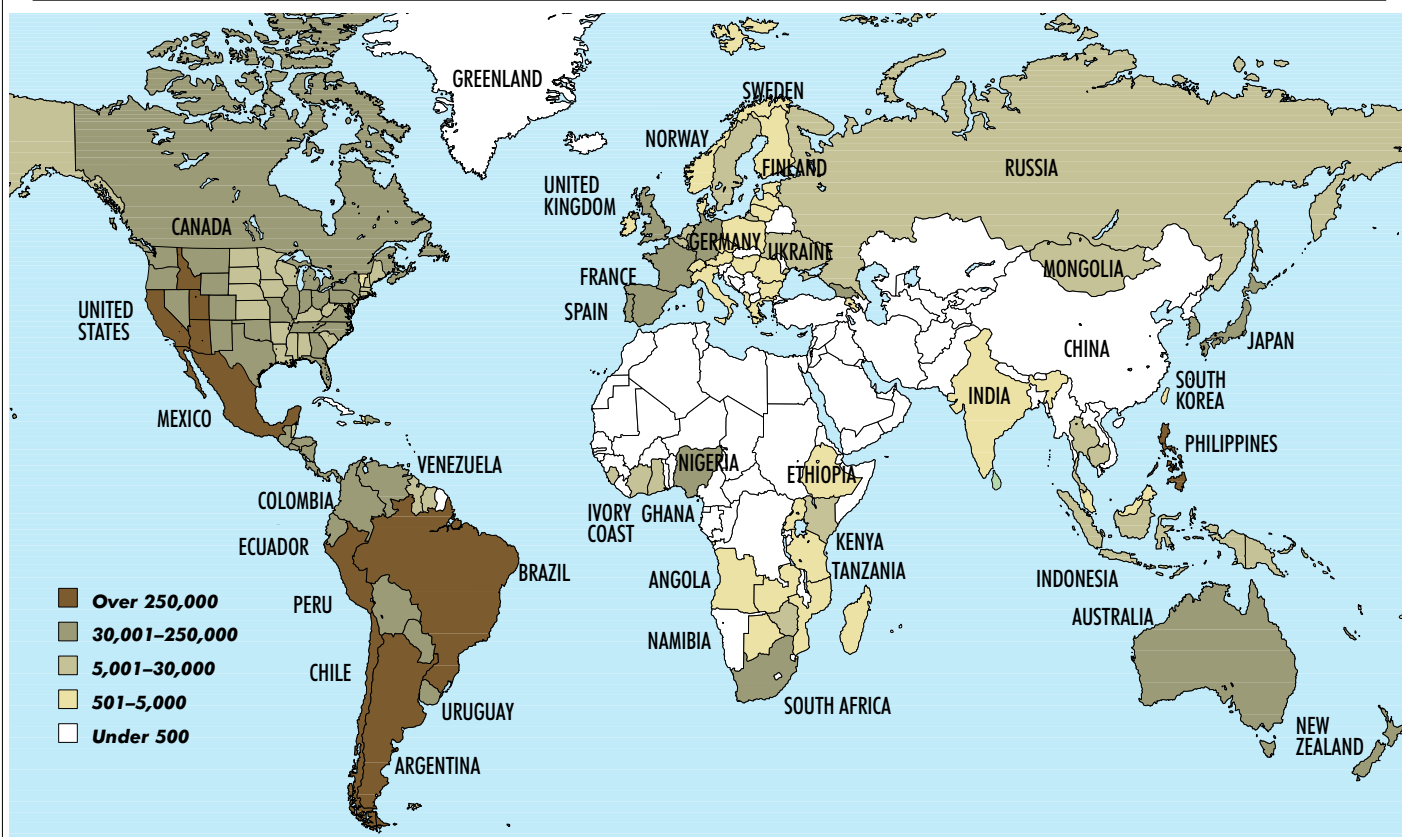 GREENLAND
SWEDEN
NORWAY
FINLAND
RUSSIA
UNITED
KINGDOM
CANADA
GERMANY
UKRAINE
MONGOLIA
FRANCE
UNITED
STATES
SPAIN
JAPAN
CHINA
SOUTH
KOREA
INDIA
MEXICO
PHILIPPINES
VENEZUELA
NIGERIA
ETHIOPIA
COLOMBIA
IVORY
COAST
GHANA
ECUADOR
KENYA
BRAZIL
ANGOLA
TANZANIA
INDONESIA
PERU
AUSTRALIA
NAMIBIA
CHILE
URUGUAY
SOUTH AFRICA
NEW
ZEALAND
ARGENTINA
Over 250,000
30,001–250,000
5,001–30,000
501–5,000
Under 500